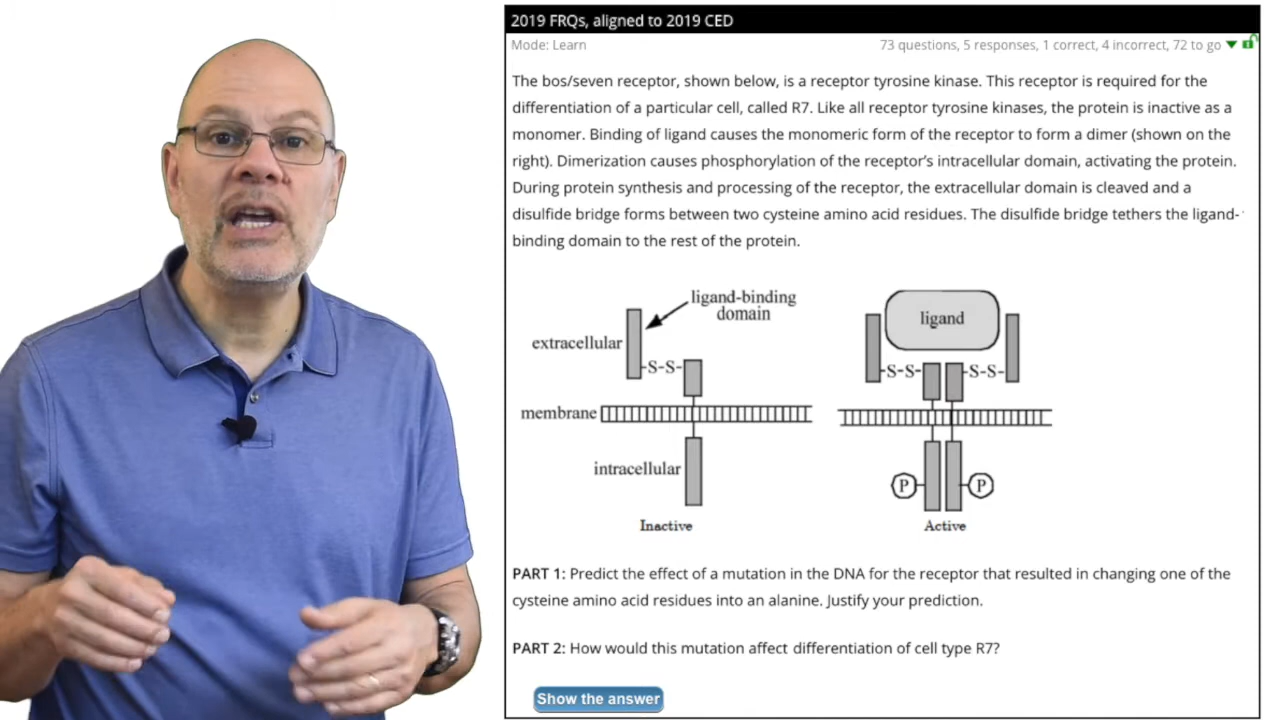 2019 FRQs, aligned to 2019 CED
Mode: Learn
73 questions, 5 responses, 1 correct, 4 incorrect, 72 to go
The bos/seven receptor, shown below, is a receptor tyrosine kinase. This receptor is required for the
differentiation of a particular cell, called R7. Like all receptor tyrosine kinases, the protein is inactive as a
monomer. Binding of ligand causes the monomeric form of the receptor to form a dimer (shown on the
right). Dimerization causes phosphorylation of the receptor's intracellular domain, activating the protein.
During protein synthesis and processing of the receptor, the extracellular domain is cleaved and a
disulfide bridge forms between two cysteine amino acid residues. The disulfide bridge tethers the ligand-
binding domain to the rest of the protein.
ligand-binding
domain
extracellular
-S-S-
membrane
intracellular
Inactive
ligand
-S-S-
-S-S-
P
P
Active
PART 1: Predict the effect of a mutation in the DNA for the receptor that resulted in changing one of the
cysteine amino acid residues into an alanine. Justify your prediction.
PART 2: How would this mutation affect differentiation of cell type R7?
Show the answer